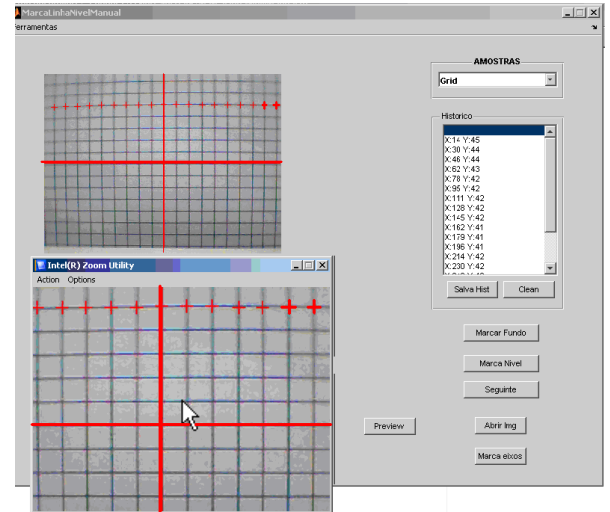 MarcaLinhaNivelManual
Ferramentas
AMOSTRAS
Grid
Historico
X:14 Y:45
X:30 Y:44
X:46 Y:44
X:62 Y:43
X:78 Y:42
X:95 Y:42
X:111 Y:42
X:128 Y:42
X:145 Y:42
X:162 Y:41
X:179 Y:41
X:196 Y:41
X:214 Y:42
X:230 Y:42
Salva Hist Clean
Intel(R) Zoom Utility
Action Options
Marcar Fundo
Marca Nivel
Seguinte
Preview Abrir Img
Marca eixos